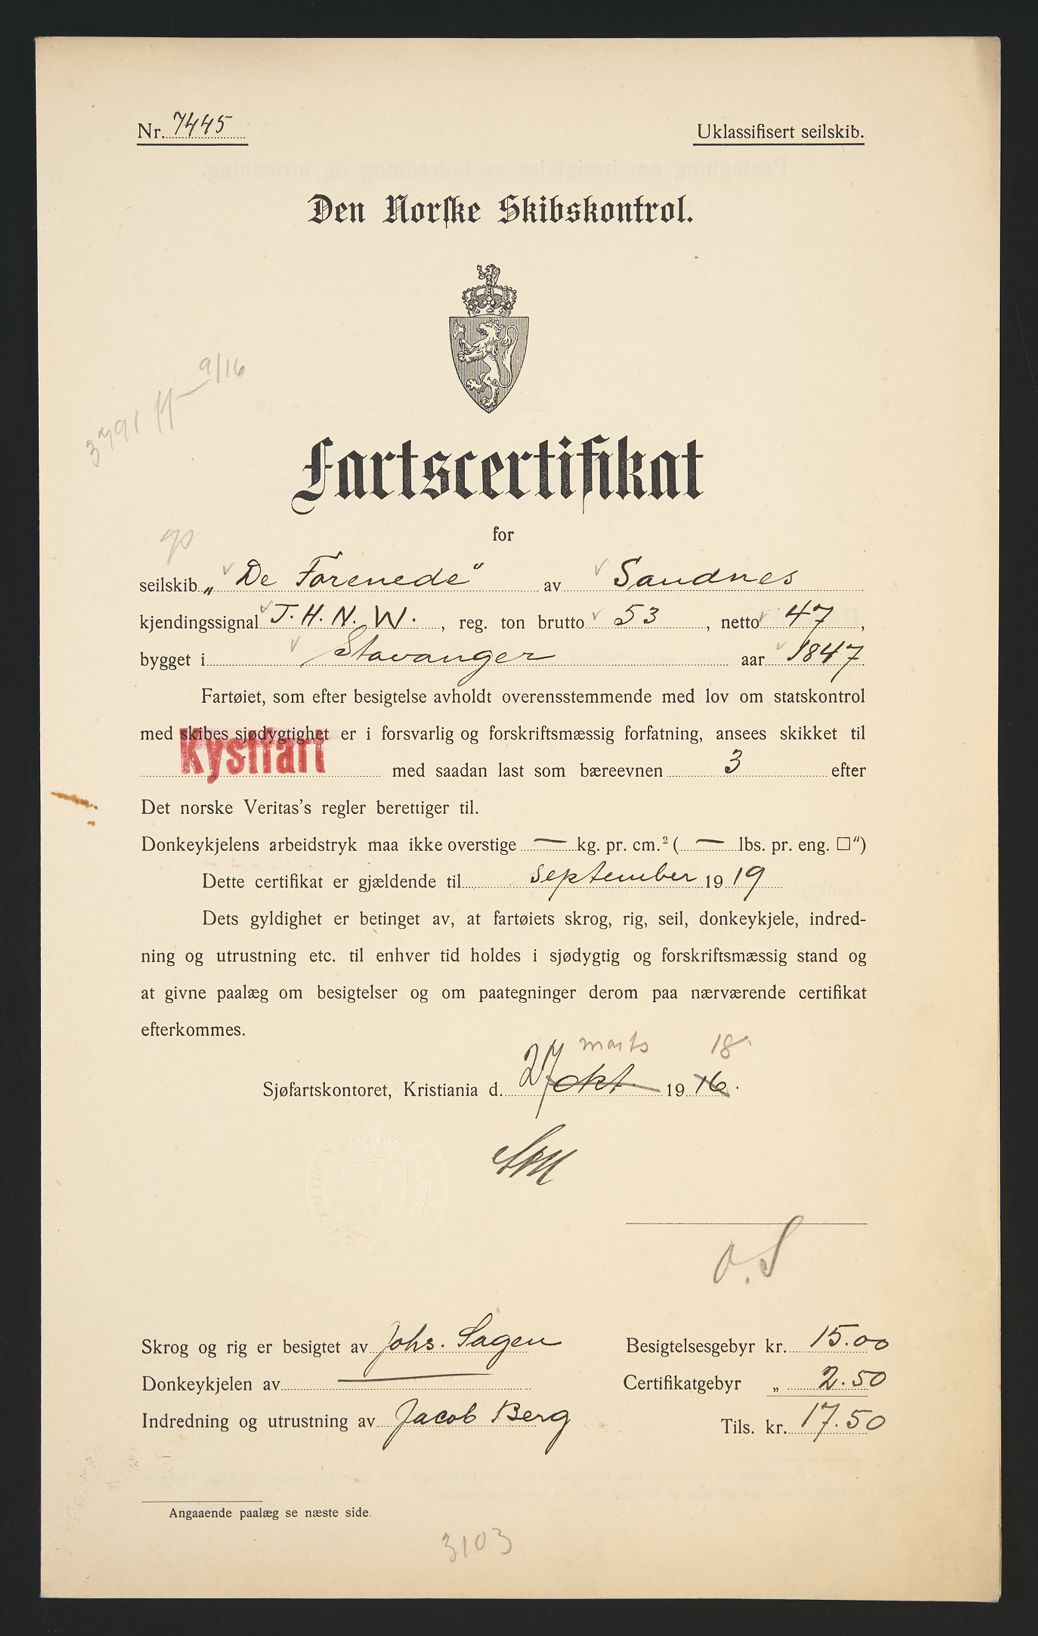 Nr. 7445
Uklassifisert seilskib.
Den Norske Skibskontrol.
9/16
3791
Fartscertifikat
for
seilskib „De Forenede" av Sandnes
kjendingssignal T. H. N. W. , reg. ton brutto 53 , netto 47 ,
bygget i Stavanger aar 1847
Fartøiet, som efter besigtelse avholdt overensstemmende med lov om statskontrol
med skibes sjødygtighet er i forsvarlig og forskriftsmæssig forfatning, ansees skikket til
Kystfart med saadan last som bæreevnen 3 efter
Det norske Veritas's regler berettiger til.
Donkeykjelens arbeidstryk maa ikke overstige — kg. pr. cm.² ( — lbs. pr. eng. □")
Dette certifikat er gjældende til september 1919
Dets gyldighet er betinget av, at fartøiets skrog, rig, seil, donkeykjele, indred-
ning og utrustning etc. til enhver tid holdes i sjødygtig og forskriftsmæssig stand og
at givne paalæg om besigtelser og om paategninger derom paa nærværende certifikat
efterkommes.
marts 18
Sjøfartskontoret, Kristiania d. 27 okt 1916.
O.S
Skrog og rig er besigtet av Johs. Sagen
Besigtelsesgebyr kr. 15.00
Donkeykjelen av
Certifikatgebyr „ 2.50
Indredning og utrustning av Jacob Berg
Tils. kr. 17.50
Angaaende paalæg se næste side.
3103